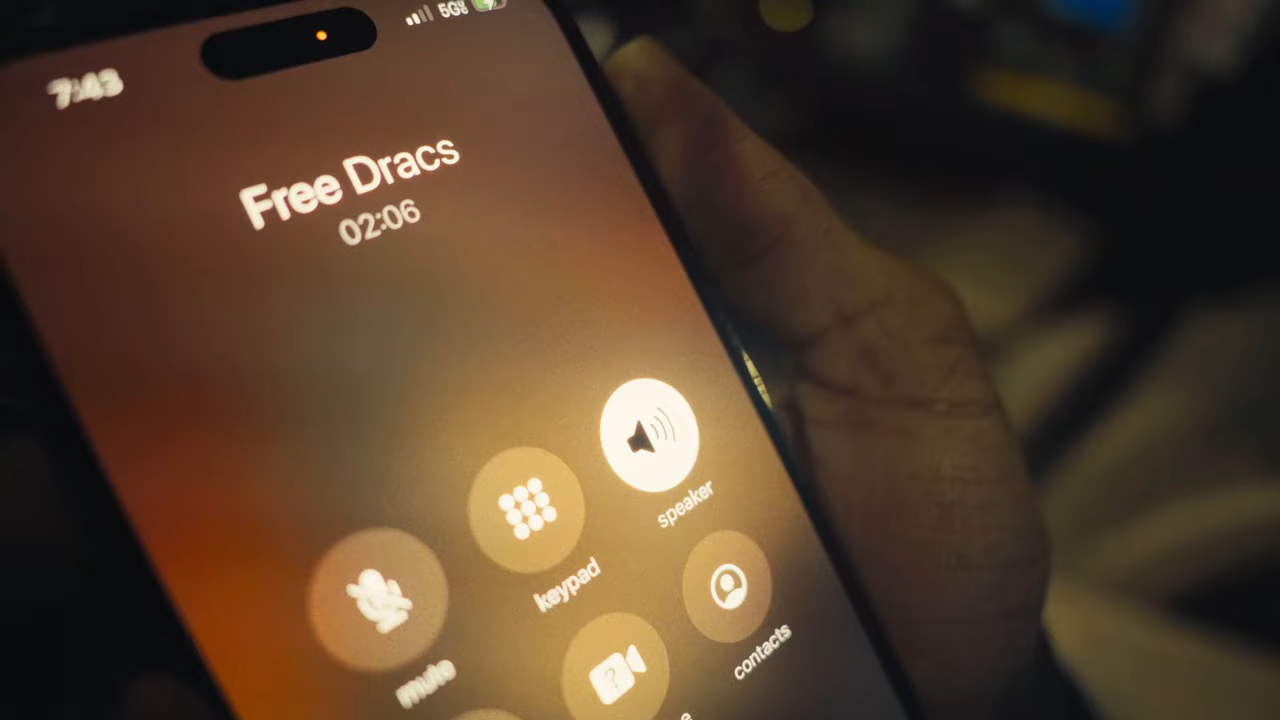 5G
7:43
Free Dracs
02:06
speaker
keypad
contacts
mute